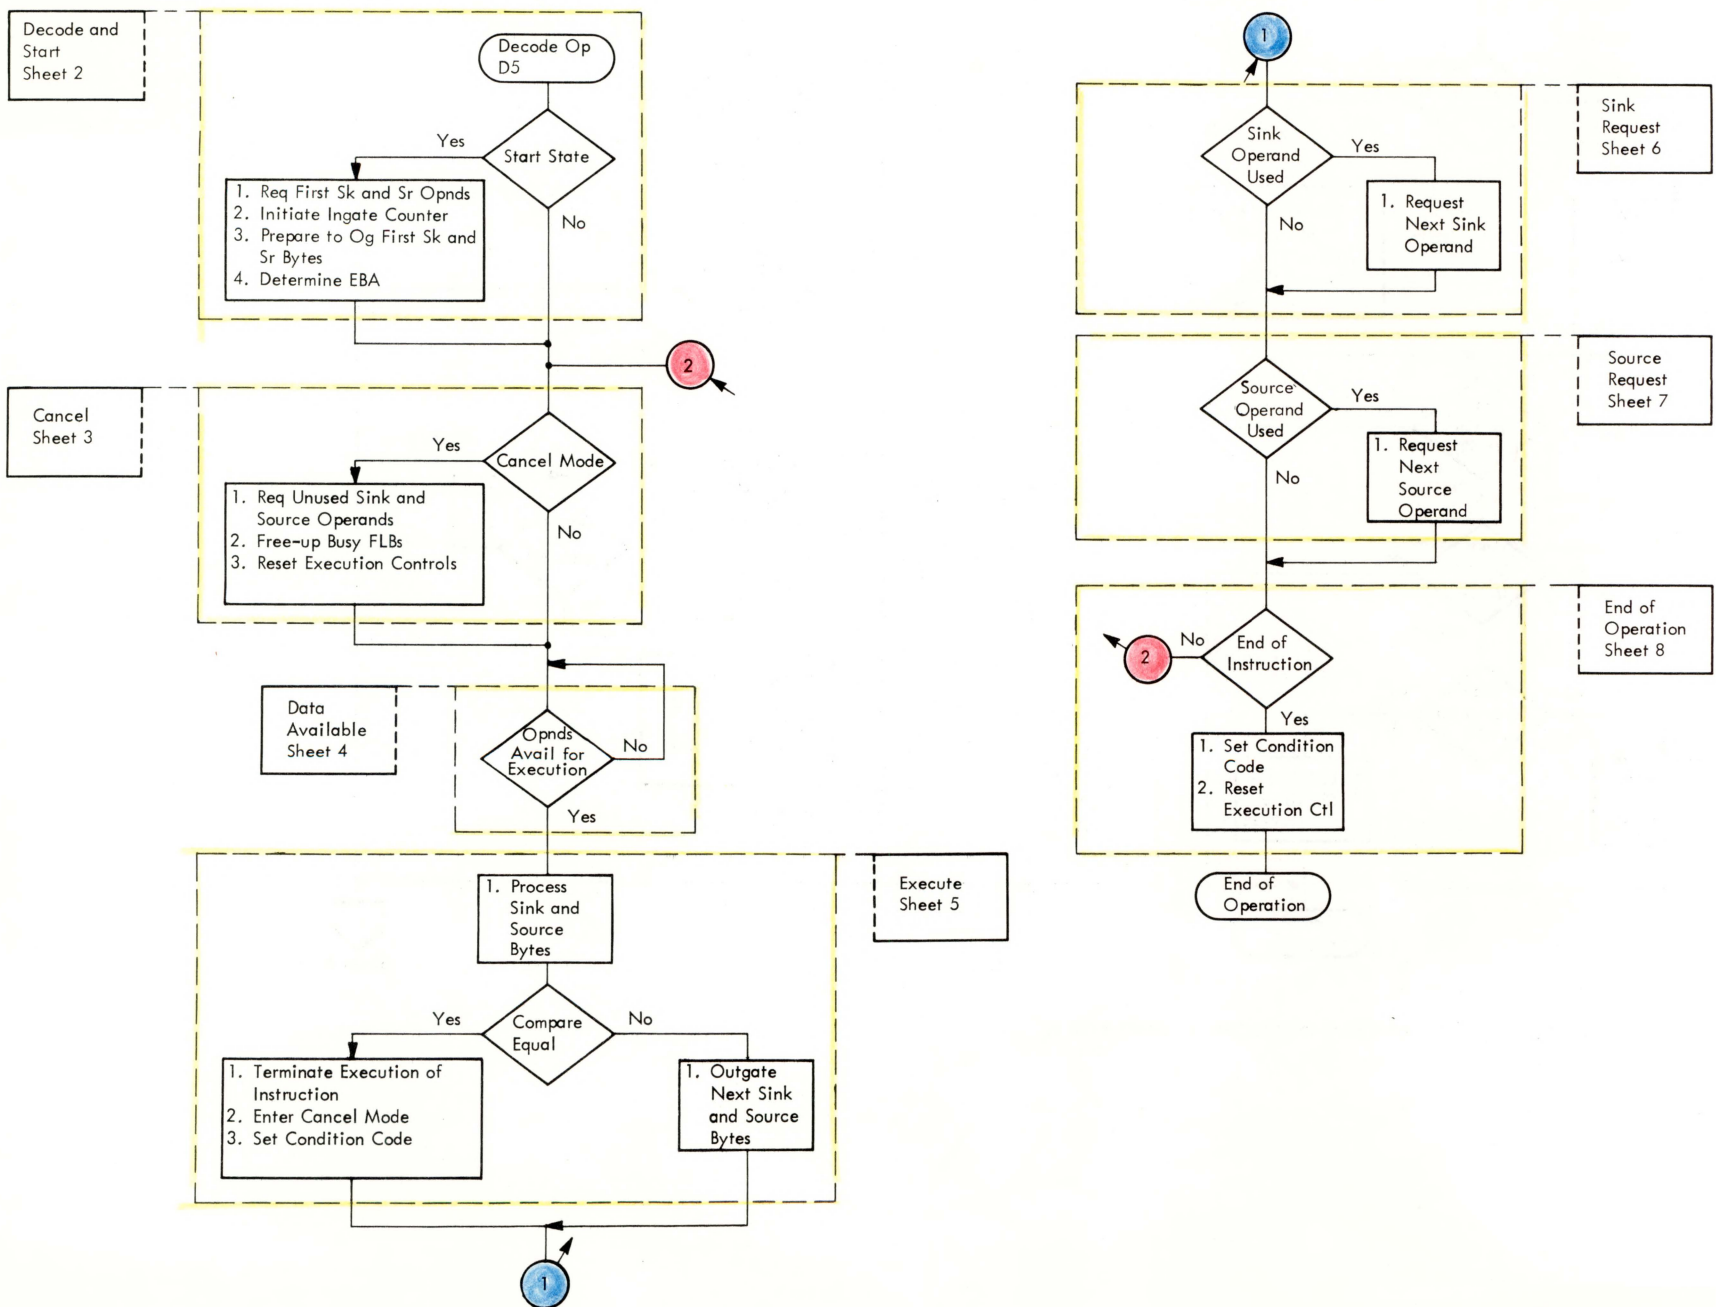 Decode and
Start
Sheet 2
Decode Op
D5
Start State
Yes
No
1. Req First Sk and Sr Opnds
2. Initiate Ingate Counter
3. Prepare to Og First Sk and
Sr Bytes
4. Determine EBA
2
Cancel
Sheet 3
Cancel Mode
Yes
No
1. Req Unused Sink and
Source Operands
2. Free-up Busy FLBs
3. Reset Execution Controls
Data
Available
Sheet 4
Opnds
Avail for
Execution
No
Yes
Execute
Sheet 5
1. Process
Sink and
Source
Bytes
Compare
Equal
Yes
No
1. Terminate Execution of
Instruction
2. Enter Cancel Mode
3. Set Condition Code
1. Outgate
Next Sink
and Source
Bytes
1
1
Sink
Request
Sheet 6
Sink
Operand
Used
Yes
No
1. Request
Next Sink
Operand
Source
Request
Sheet 7
Source
Operand
Used
Yes
No
1. Request
Next
Source
Operand
End of
Operation
Sheet 8
2
No
End of
Instruction
Yes
1. Set Condition
Code
2. Reset
Execution Ctl
End of
Operation